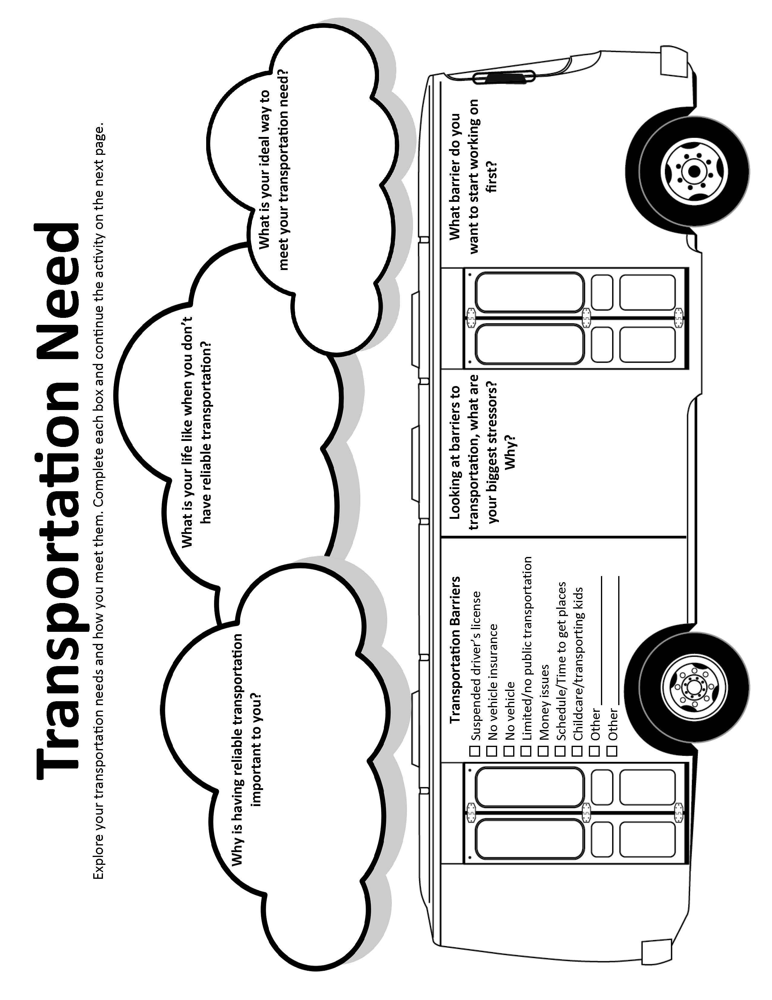 Transportation Need
Explore your transportation needs and how you meet them. Complete each box and continue the activity on the next page.
Why is having reliable transportation
important to you?
What is your life like when you don’t
have reliable transportation?
What is your ideal way to
meet your transportation need?
Transportation Barriers
☐ Suspended driver’s license
☐ No vehicle insurance
☐ No vehicle
☐ Limited/no public transportation
☐ Money issues
☐ Schedule/Time to get places
☐ Childcare/transporting kids
☐ Other ____________________
☐ Other ____________________
Looking at barriers to
transportation, what are
your biggest stressors?
Why?
What barrier do you
want to start working on
first?